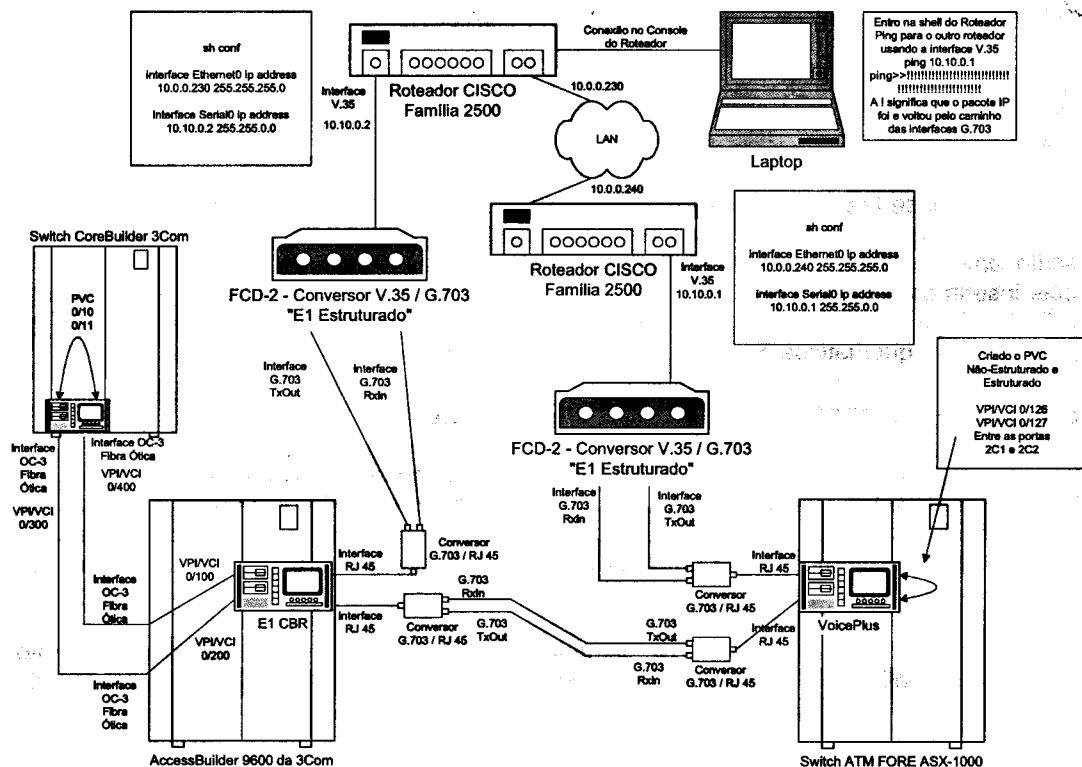 sh conf
interface Ethernet0 ip address
10.0.0.230 255.255.255.0
Interface Serial0 ip address
10.10.0.2 255.255.0.0
Roteador CISCO
Família 2500
Interface
V.35
10.10.0.2
Conexão no Console
do Roteador
10.0.0.230
LAN
10.0.0.240
Laptop
Entro na shell do Roteador
Ping para o outro roteador
usando a interface V.35
ping 10.10.0.1
ping>>!!!!!!!!!!!!!!!!!!!!!!!!!!!!!
!!!!!!!!!!!!!!!!!!!!!!!
A ! significa que o pacote IP
foi e voltou pelo caminho
das interfaces G.703
Roteador CISCO
Família 2500
Interface
V.35
10.10.0.1
sh conf
interface Ethernet0 ip address
10.0.0.240 255.255.255.0
interface Serial0 ip address
10.10.0.1 255.255.0.0
Switch CoreBuilder 3Com
PVC
0/10
0/11
FCD-2 - Conversor V.35 / G.703
"E1 Estruturado"
Interface
G.703
TxOut
Interface
G.703
RxIn
FCD-2 - Conversor V.35 / G.703
"E1 Estruturado"
Interface
G.703
RxIn
Interface
G.703
TxOut
Criado o PVC
Não-Estruturado e
Estruturado
VPI/VCI 0/126
VPI/VCI 0/127
Entre as portas
2C1 e 2C2
Interface
OC-3
Fibra
Ótica
VPI/VCI
0/300
Interface OC-3
Fibra Ótica
VPI/VCI
0/400
VPI/VCI
0/100
Interface
OC-3
Fibra
Ótica
E1 CBR
VPI/VCI
0/200
Interface
OC-3
Fibra
Ótica
Interface
RJ 45
Conversor
G.703 / RJ 45
Interface
RJ 45
Conversor
G.703 / RJ 45
G.703
RxIn
G.703
TxOut
G.703
TxOut
G.703
RxIn
Conversor
G.703 / RJ 45
Interface
RJ 45
Conversor
G.703 / RJ 45
Interface
RJ 45
VoicePlus
AccessBuilder 9600 da 3Com
Switch ATM FORE ASX-1000